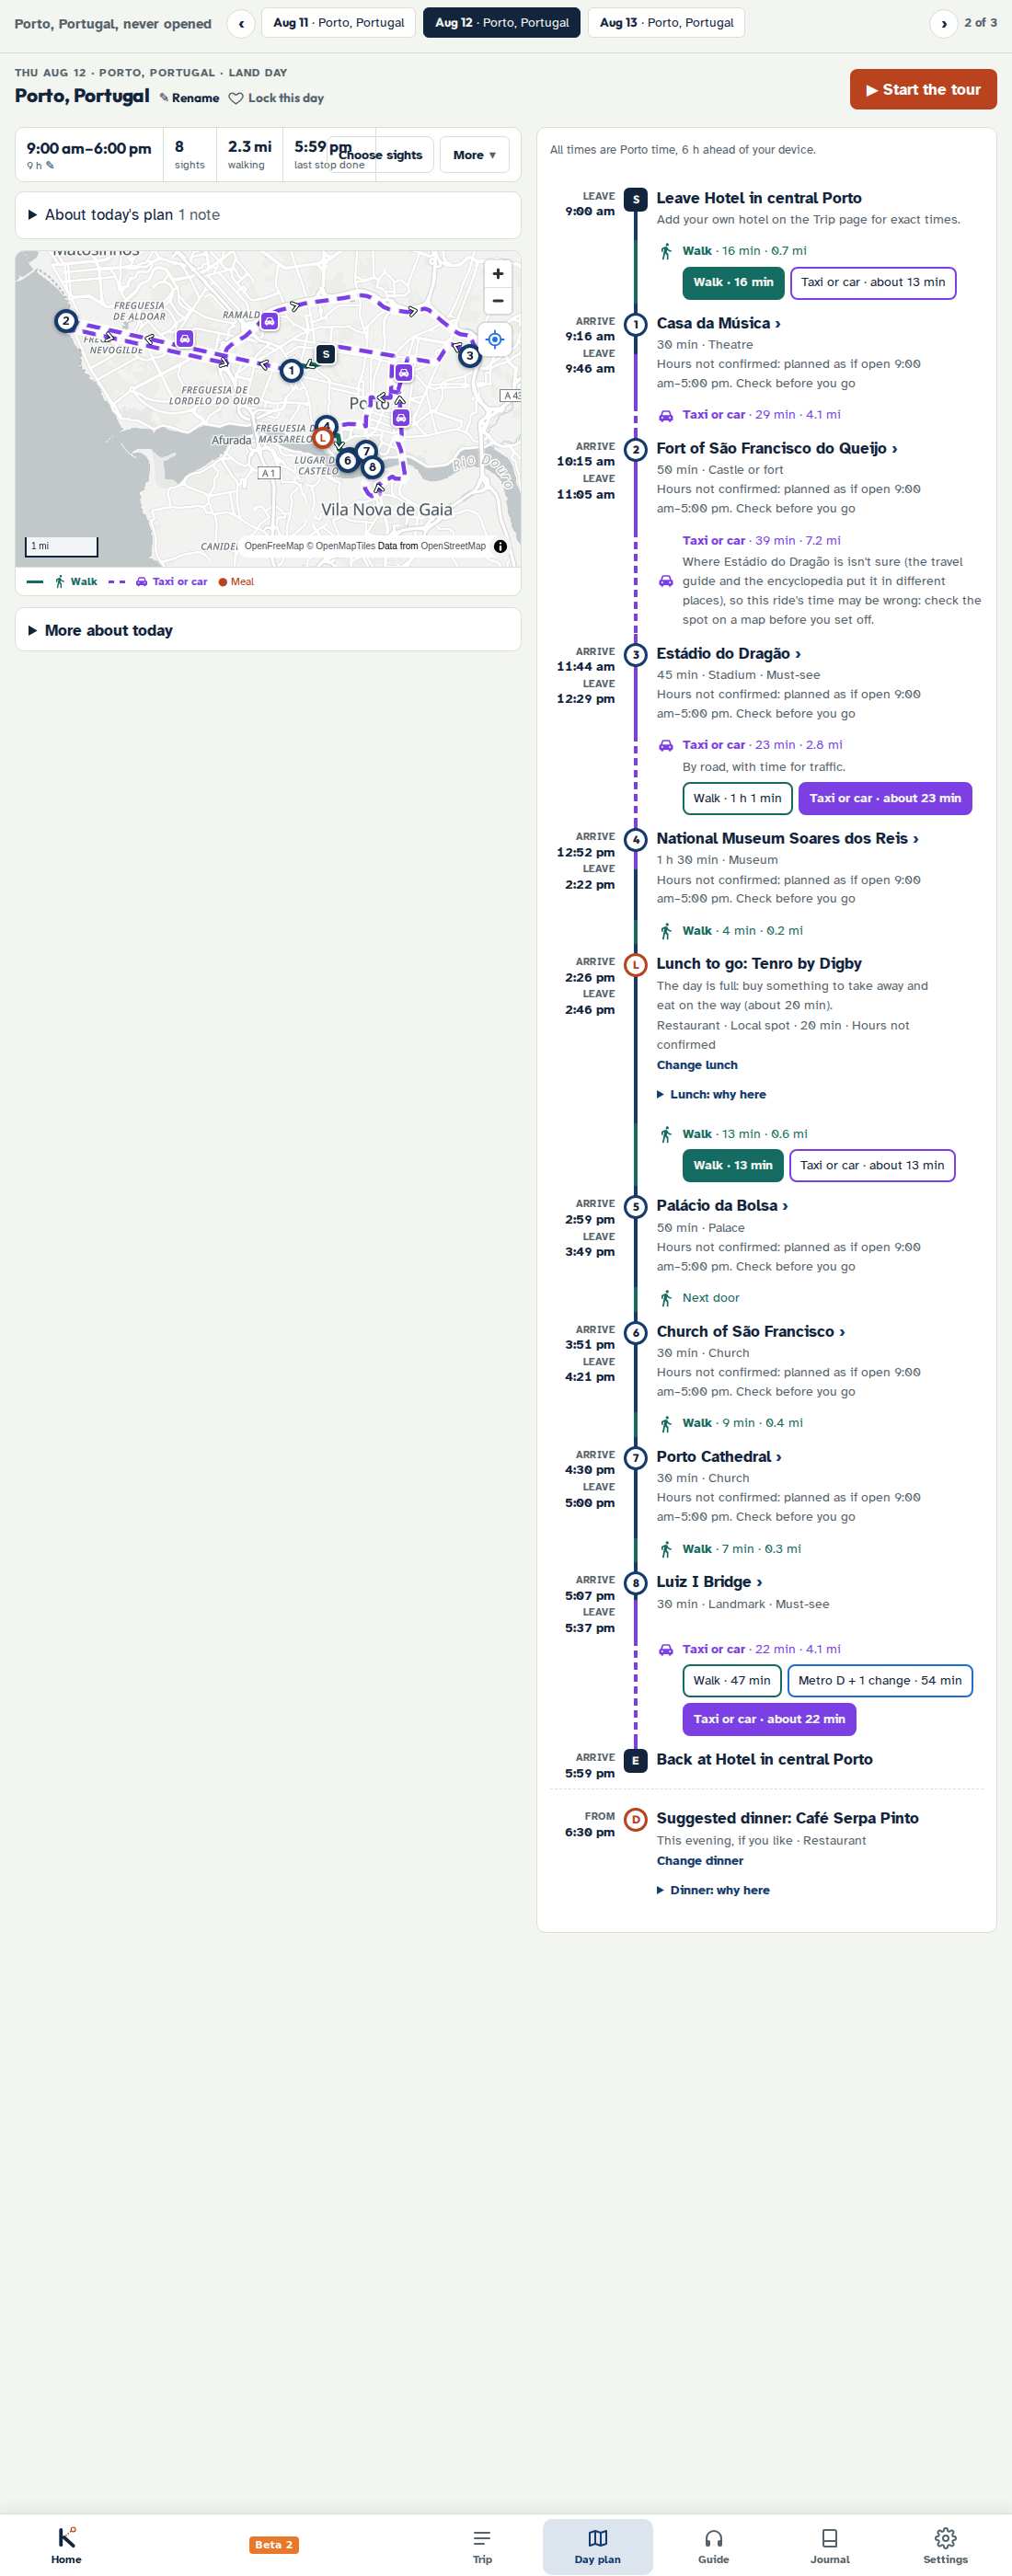 Porto, Portugal, never opened
‹
Aug 11 · Porto, Portugal
Aug 12 · Porto, Portugal
Aug 13 · Porto, Portugal
›
2 of 3
THU AUG 12 · PORTO, PORTUGAL · LAND DAY
Porto, Portugal ✎ Rename Lock this day
▶ Start the tour
9:00 am–6:00 pm
9 h ✎
8
sights
2.3 mi
walking
5:59 pm
last stop done
Choose sights
More ▾
▶ About today's plan 1 note
Matosinhos
FREGUESIA
DE ALDOAR
RAMALD
2
NEVOGILDE
S
1
3
FREGUESIA DE
LORDELO DO OURO
Porto
A 43
4
FREGUESIA D
MASSARELO
Afurada
L
LUGAR D
CASTELO
6
7
8
A 1
Rio Douro
Vila Nova de Gaia
+
−
1 mi
CANIDEL
OpenFreeMap © OpenMapTiles Data from OpenStreetMap
Walk
Taxi or car
Meal
▶ More about today
All times are Porto time, 6 h ahead of your device.
LEAVE
9:00 am
S
Leave Hotel in central Porto
Add your own hotel on the Trip page for exact times.
Walk · 16 min · 0.7 mi
Walk · 16 min
Taxi or car · about 13 min
ARRIVE
9:16 am
LEAVE
9:46 am
1
Casa da Música ›
30 min · Theatre
Hours not confirmed: planned as if open 9:00
am–5:00 pm. Check before you go
Taxi or car · 29 min · 4.1 mi
ARRIVE
10:15 am
LEAVE
11:05 am
2
Fort of São Francisco do Queijo ›
50 min · Castle or fort
Hours not confirmed: planned as if open 9:00
am–5:00 pm. Check before you go
Taxi or car · 39 min · 7.2 mi
Where Estádio do Dragão is isn't sure (the travel
guide and the encyclopedia put it in different
places), so this ride's time may be wrong: check the
spot on a map before you set off.
ARRIVE
11:44 am
LEAVE
12:29 pm
3
Estádio do Dragão ›
45 min · Stadium · Must-see
Hours not confirmed: planned as if open 9:00
am–5:00 pm. Check before you go
Taxi or car · 23 min · 2.8 mi
By road, with time for traffic.
Walk · 1 h 1 min
Taxi or car · about 23 min
ARRIVE
12:52 pm
LEAVE
2:22 pm
4
National Museum Soares dos Reis ›
1 h 30 min · Museum
Hours not confirmed: planned as if open 9:00
am–5:00 pm. Check before you go
Walk · 4 min · 0.2 mi
ARRIVE
2:26 pm
LEAVE
2:46 pm
L
Lunch to go: Tenro by Digby
The day is full: buy something to take away and
eat on the way (about 20 min).
Restaurant · Local spot · 20 min · Hours not
confirmed
Change lunch
▶ Lunch: why here
Walk · 13 min · 0.6 mi
Walk · 13 min
Taxi or car · about 13 min
ARRIVE
2:59 pm
LEAVE
3:49 pm
5
Palácio da Bolsa ›
50 min · Palace
Hours not confirmed: planned as if open 9:00
am–5:00 pm. Check before you go
Next door
ARRIVE
3:51 pm
LEAVE
4:21 pm
6
Church of São Francisco ›
30 min · Church
Hours not confirmed: planned as if open 9:00
am–5:00 pm. Check before you go
Walk · 9 min · 0.4 mi
ARRIVE
4:30 pm
LEAVE
5:00 pm
7
Porto Cathedral ›
30 min · Church
Hours not confirmed: planned as if open 9:00
am–5:00 pm. Check before you go
Walk · 7 min · 0.3 mi
ARRIVE
5:07 pm
LEAVE
5:37 pm
8
Luiz I Bridge ›
30 min · Landmark · Must-see
Taxi or car · 22 min · 4.1 mi
Walk · 47 min
Metro D + 1 change · 54 min
Taxi or car · about 22 min
ARRIVE
5:59 pm
E
Back at Hotel in central Porto
FROM
6:30 pm
D
Suggested dinner: Café Serpa Pinto
This evening, if you like · Restaurant
Change dinner
▶ Dinner: why here
Home
Beta 2
Trip
Day plan
Guide
Journal
Settings